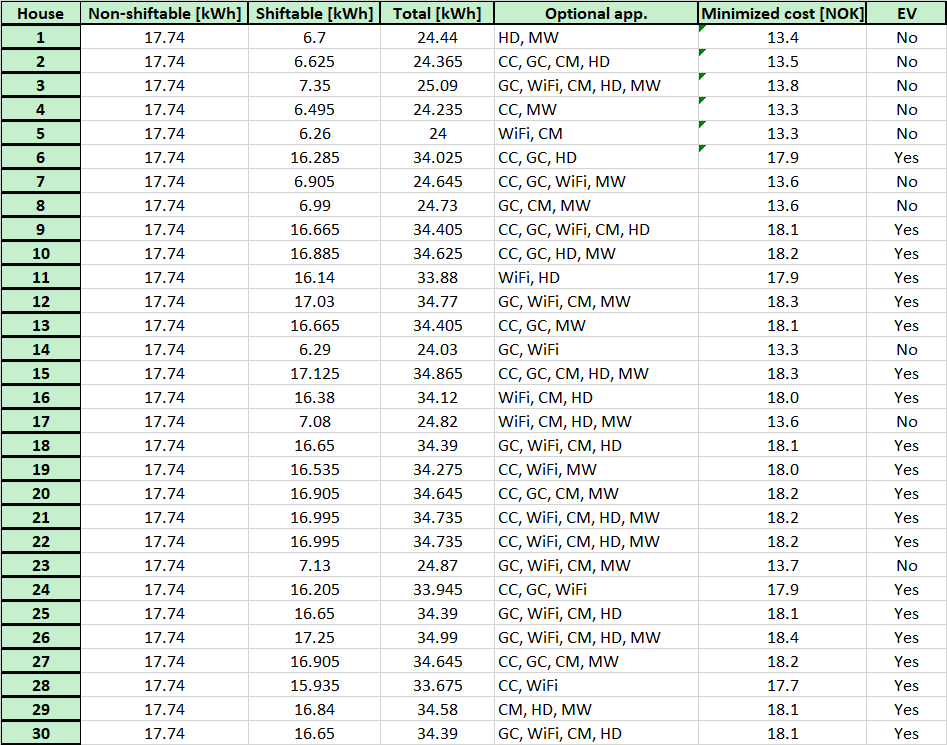 House Non-shiftable [kWh] Shiftable [kWh] Total [kWh] Optional app. Minimized cost [NOK] EV
1 17.74 6.7 24.44 HD, MW 13.4 No
2 17.74 6.625 24.365 CC, GC, CM, HD 13.5 No
3 17.74 7.35 25.09 GC, WiFi, CM, HD, MW 13.8 No
4 17.74 6.495 24.235 CC, MW 13.3 No
5 17.74 6.26 24 WiFi, CM 13.3 No
6 17.74 16.285 34.025 CC, GC, HD 17.9 Yes
7 17.74 6.905 24.645 CC, GC, WiFi, MW 13.6 No
8 17.74 6.99 24.73 GC, CM, MW 13.6 No
9 17.74 16.665 34.405 CC, GC, WiFi, CM, HD 18.1 Yes
10 17.74 16.885 34.625 CC, GC, HD, MW 18.2 Yes
11 17.74 16.14 33.88 WiFi, HD 17.9 Yes
12 17.74 17.03 34.77 GC, WiFi, CM, MW 18.3 Yes
13 17.74 16.665 34.405 CC, GC, MW 18.1 Yes
14 17.74 6.29 24.03 GC, WiFi 13.3 No
15 17.74 17.125 34.865 CC, GC, CM, HD, MW 18.3 Yes
16 17.74 16.38 34.12 WiFi, CM, HD 18.0 Yes
17 17.74 7.08 24.82 WiFi, CM, HD, MW 13.6 No
18 17.74 16.65 34.39 GC, WiFi, CM, HD 18.1 Yes
19 17.74 16.535 34.275 CC, WiFi, MW 18.0 Yes
20 17.74 16.905 34.645 CC, GC, CM, MW 18.2 Yes
21 17.74 16.995 34.735 CC, WiFi, CM, HD, MW 18.2 Yes
22 17.74 16.995 34.735 CC, WiFi, CM, HD, MW 18.2 Yes
23 17.74 7.13 24.87 GC, WiFi, CM, MW 13.7 No
24 17.74 16.205 33.945 CC, GC, WiFi 17.9 Yes
25 17.74 16.65 34.39 GC, WiFi, CM, HD 18.1 Yes
26 17.74 17.25 34.99 GC, WiFi, CM, HD, MW 18.4 Yes
27 17.74 16.905 34.645 CC, GC, CM, MW 18.2 Yes
28 17.74 15.935 33.675 CC, WiFi 17.7 Yes
29 17.74 16.84 34.58 CM, HD, MW 18.1 Yes
30 17.74 16.65 34.39 GC, WiFi, CM, HD 18.1 Yes